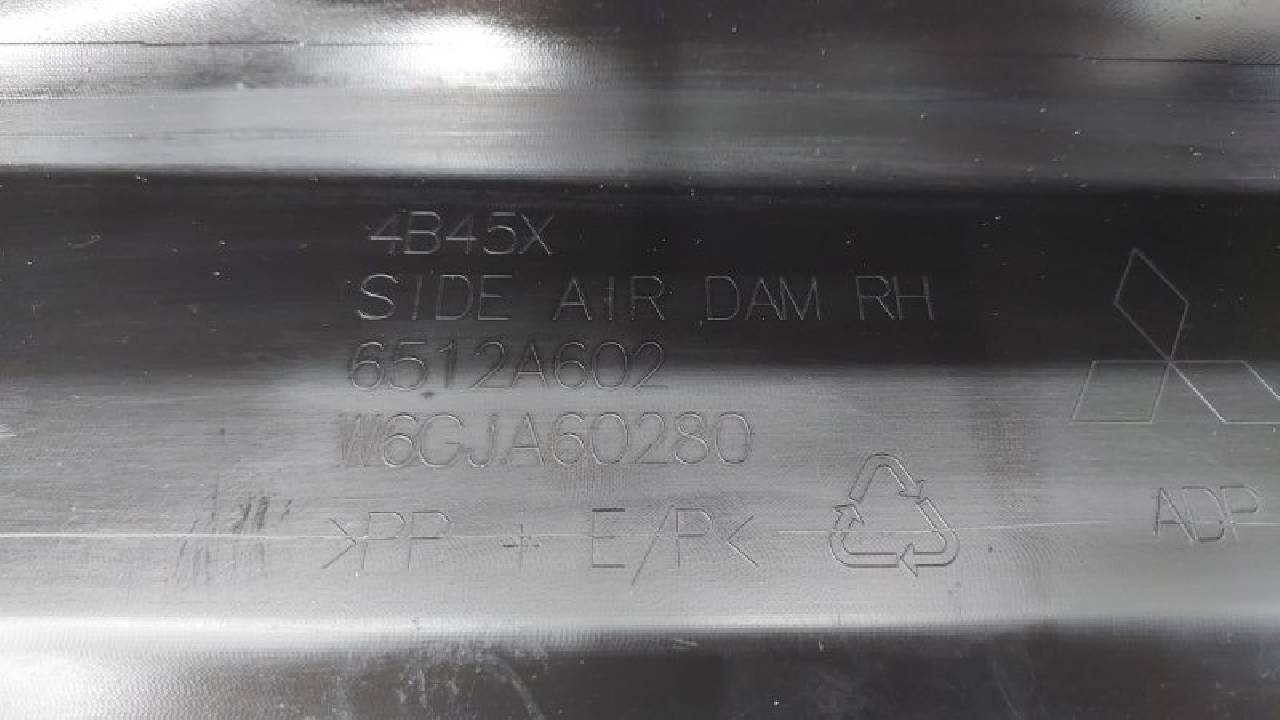 4B45X
SIDE AIR DAM RH
6512A602
W6GJA60280
>PP + E/P<
ADP